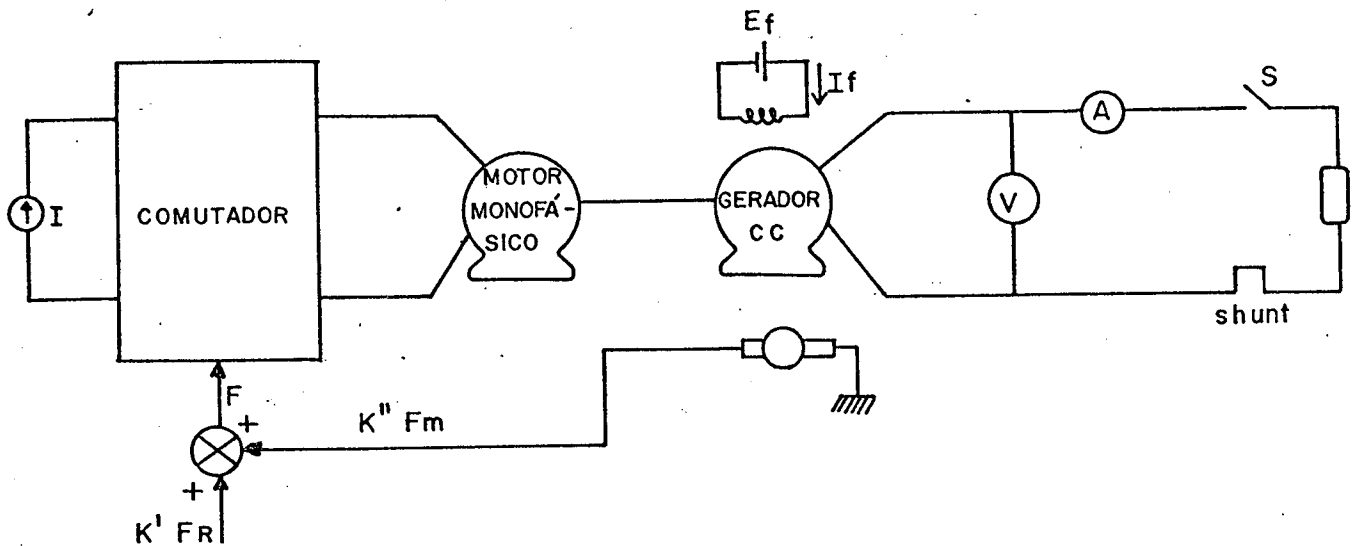 Ef
If
S
A
I
COMUTADOR
MOTOR
MONOFÁ-
SICO
GERADOR
CC
V
shunt
F
+
K" Fm
+
K' FR